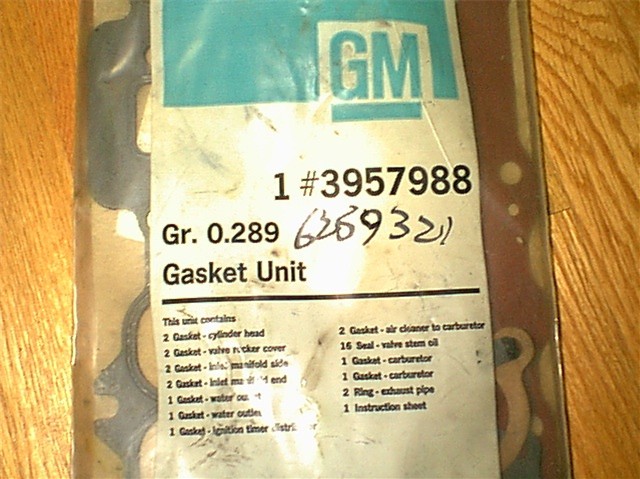 GM
1 #3957988
Gr. 0.289 6269321
Gasket Unit
This unit contains
2 Gasket - cylinder head
2 Gasket - valve rocker cover
2 Gasket - inlet manifold side
2 Gasket - inlet manifold end
1 Gasket - water outlet
1 Gasket - water outlet
1 Gasket - ignition timer distributor
2 Gasket - air cleaner to carburetor
16 Seal - valve stem oil
1 Gasket - carburetor
1 Gasket - carburetor
2 Ring - exhaust pipe
1 Instruction sheet